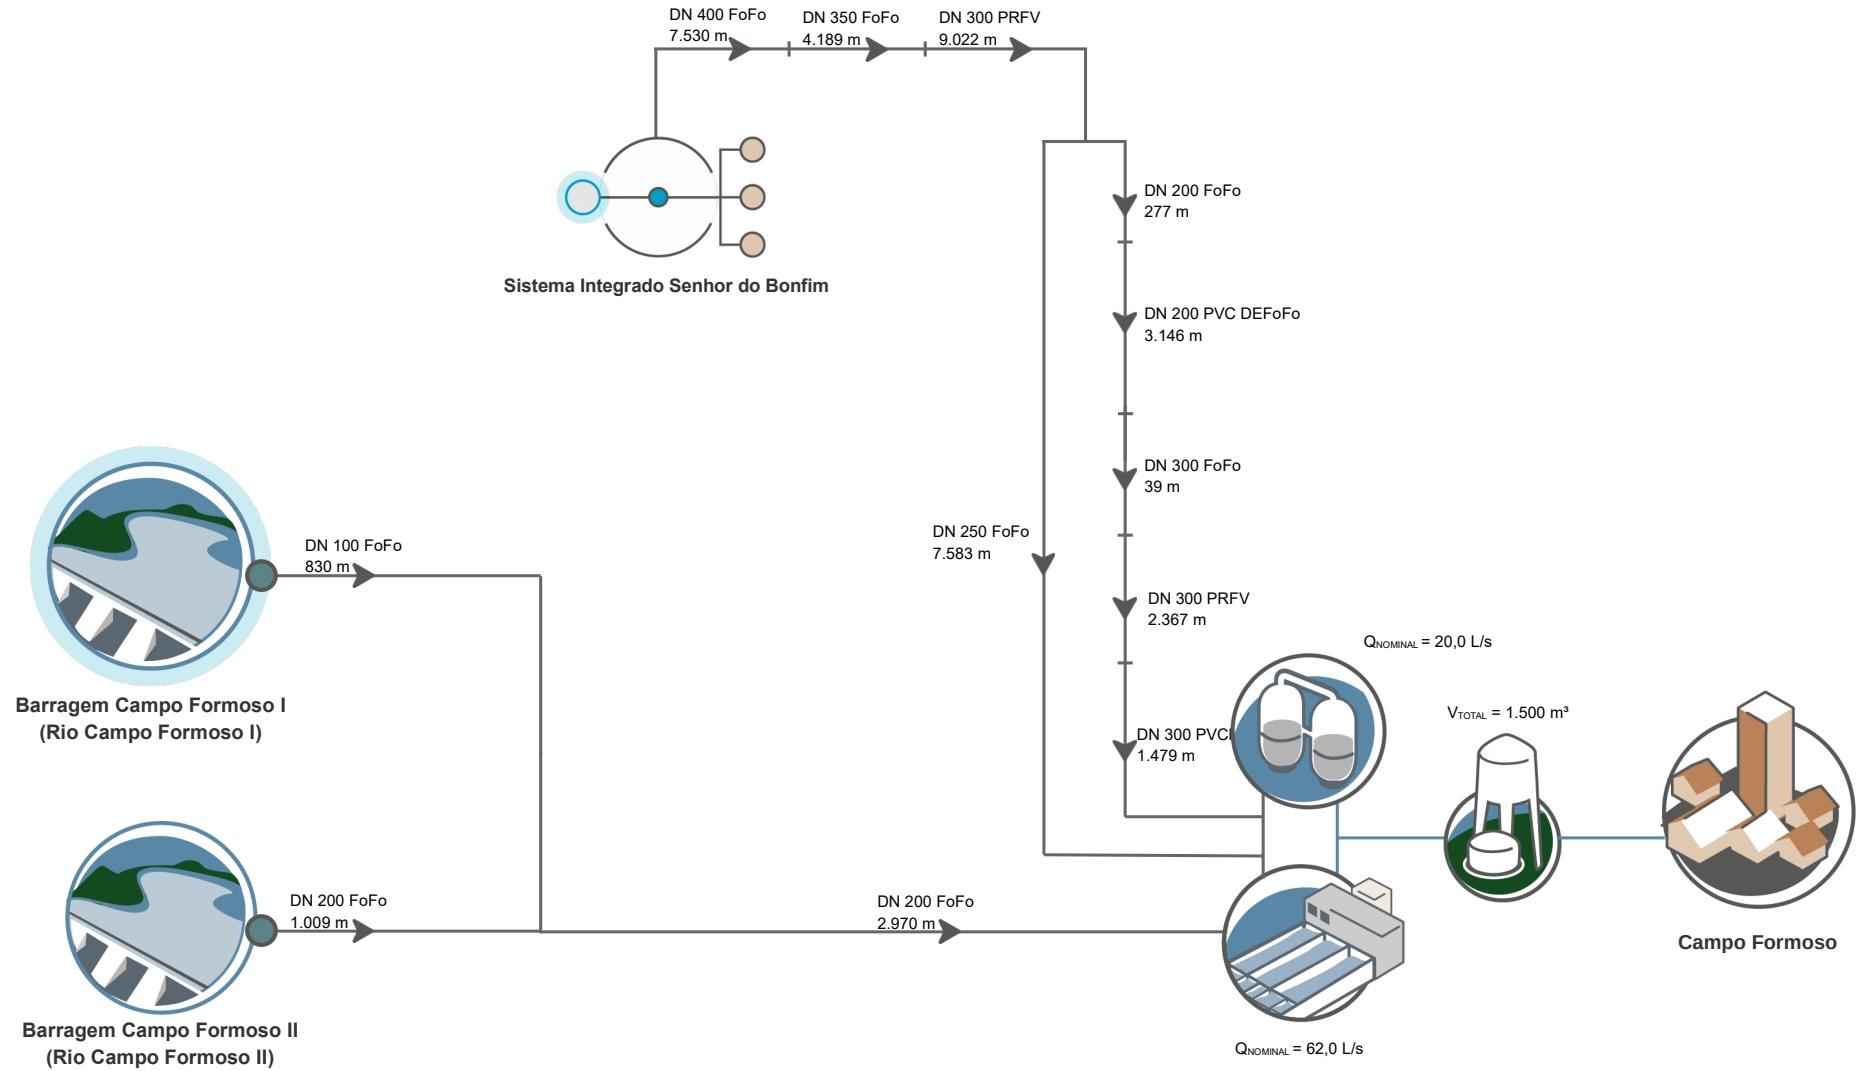 DN 400 FoFo
7.530 m
DN 350 FoFo
4.189 m
DN 300 PRFV
9.022 m
DN 200 FoFo
277 m
Sistema Integrado Senhor do Bonfim
DN 200 PVC DEFoFo
3.146 m
DN 300 FoFo
39 m
DN 250 FoFo
7.583 m
DN 100 FoFo
830 m
DN 300 PRFV
2.367 m
QNOMINAL = 20,0 L/s
Barragem Campo Formoso I
(Rio Campo Formoso I)
VTOTAL = 1.500 m³
DN 300 PVC
1.479 m
DN 200 FoFo
1.009 m
DN 200 FoFo
2.970 m
Campo Formoso
Barragem Campo Formoso II
(Rio Campo Formoso II)
QNOMINAL = 62,0 L/s